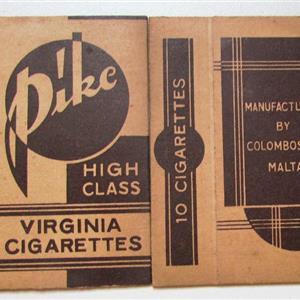 Pike
HIGH
CLASS
VIRGINIA
CIGARETTES
10 CIGARETTES
MANUFACTU
BY
COLOMBOS
MALTA